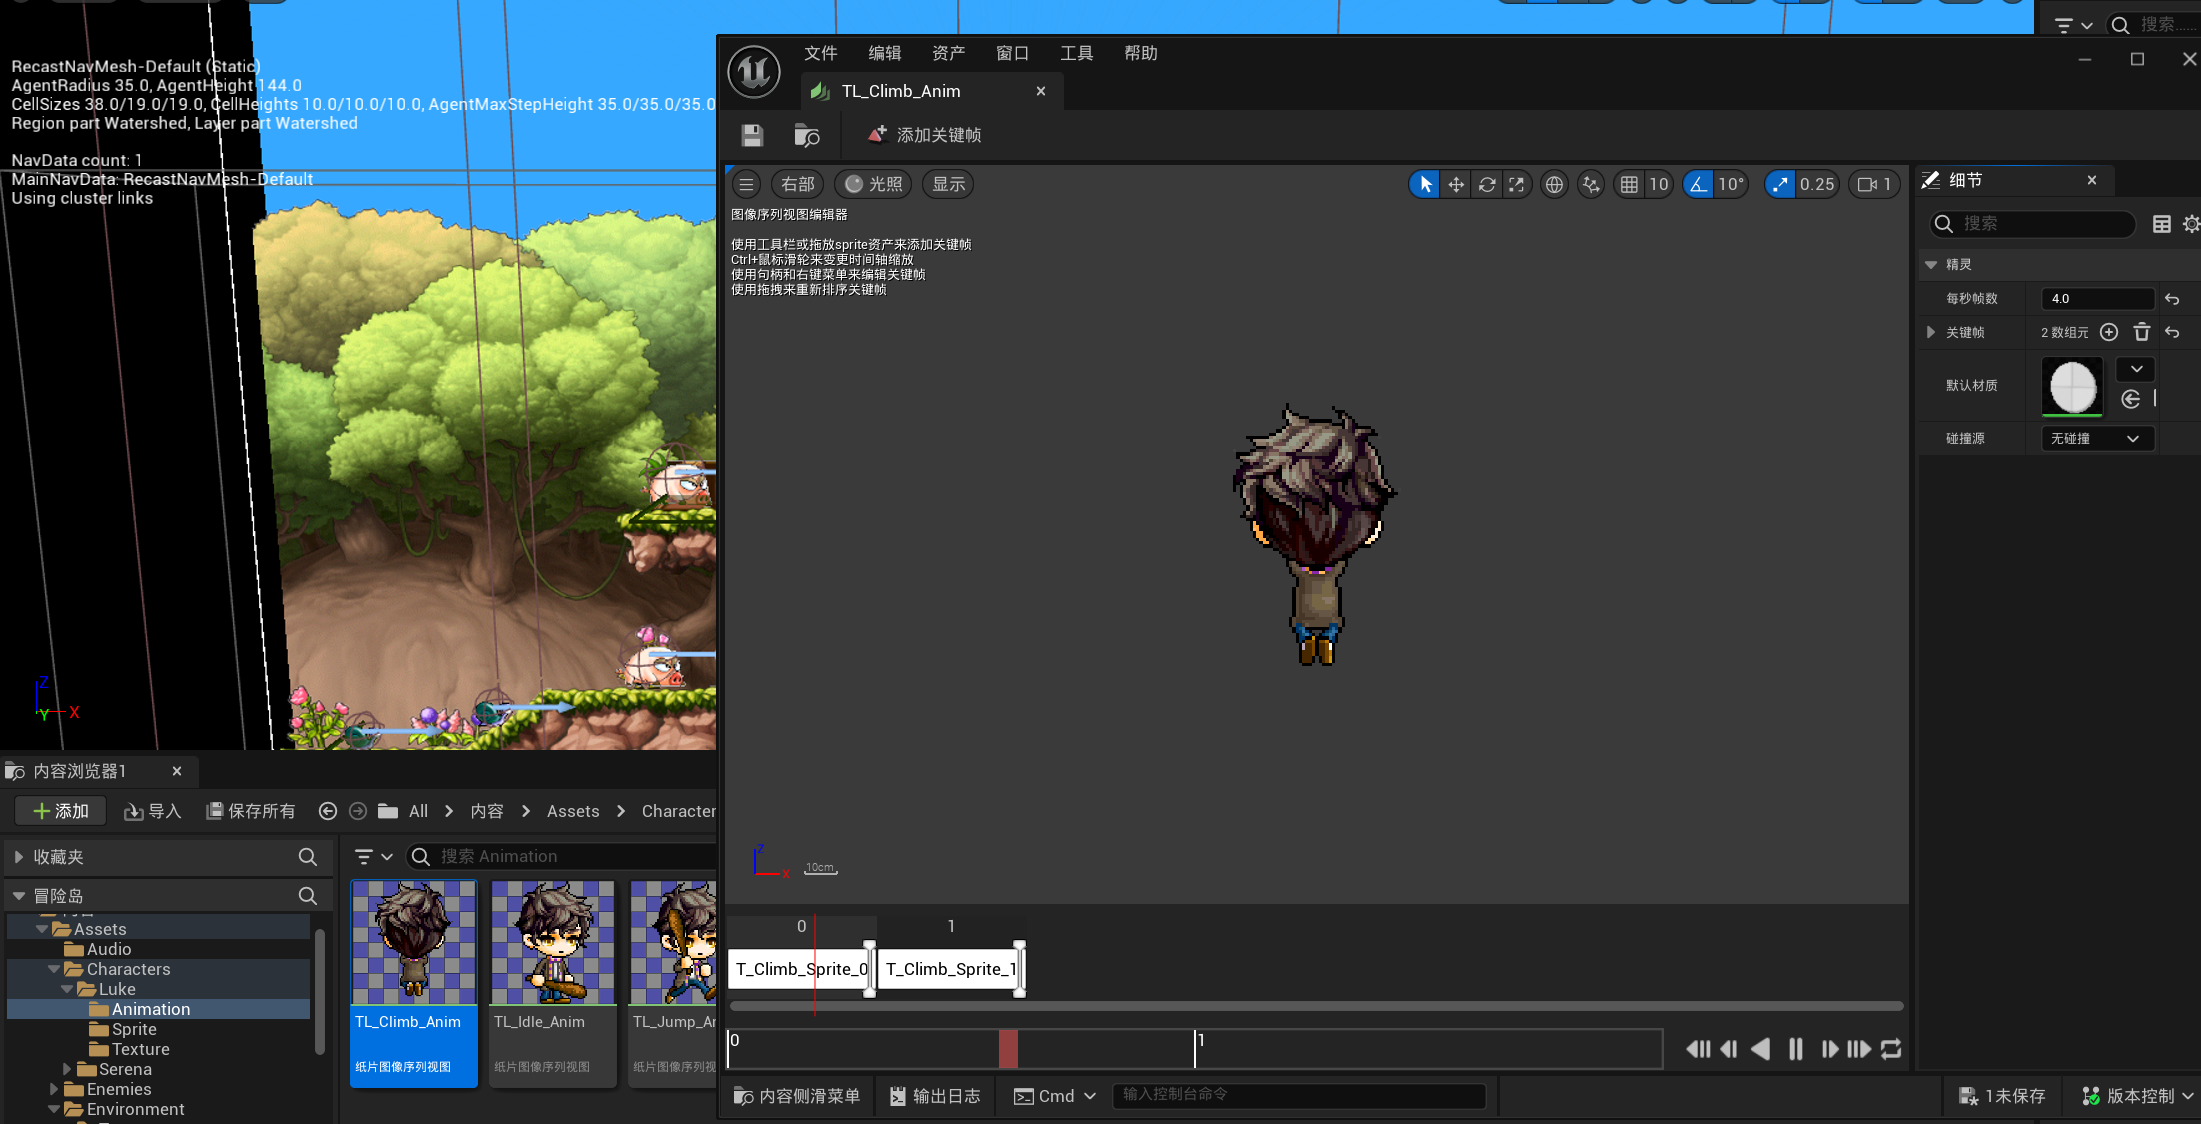 RecastNavMesh-Default (Static)
AgentRadius 35.0, AgentHeight 144.0
CellSizes 38.0/19.0/19.0, CellHeights 10.0/10.0/10.0, AgentMaxStepHeight 35.0/35.0/35.0
Region part Watershed, Layer part Watershed
NavData count: 1
MainNavData: RecastNavMesh-Default
Using cluster links
Z
Y
X
搜索……
文件 编辑 资产 窗口 工具 帮助
TL_Climb_Anim
添加关键帧
右部 光照 显示
10 10° 0.25 1
图像序列视图编辑器
使用工具栏或拖放sprite资产来添加关键帧
Ctrl+鼠标滑轮来变更时间轴缩放
使用句柄和右键菜单来编辑关键帧
使用拖拽来重新排序关键帧
Z
X
10cm
细节
搜索
精灵
每秒帧数 4.0
关键帧 2 数组元
默认材质
碰撞源 无碰撞
0 1
T_Climb_Sprite_0 T_Climb_Sprite_1
0 1
内容侧滑菜单 输出日志 Cmd 输入控制台命令
1未保存 版本控制
内容浏览器1
添加 导入 保存所有 All 内容 Assets Character
收藏夹
搜索 Animation
冒险岛
Assets
Audio
Characters
Luke
Animation
Sprite
Texture
Serena
Enemies
Environment
TL_Climb_Anim
纸片图像序列视图
TL_Idle_Anim
纸片图像序列视图
TL_Jump_An
纸片图像序列视